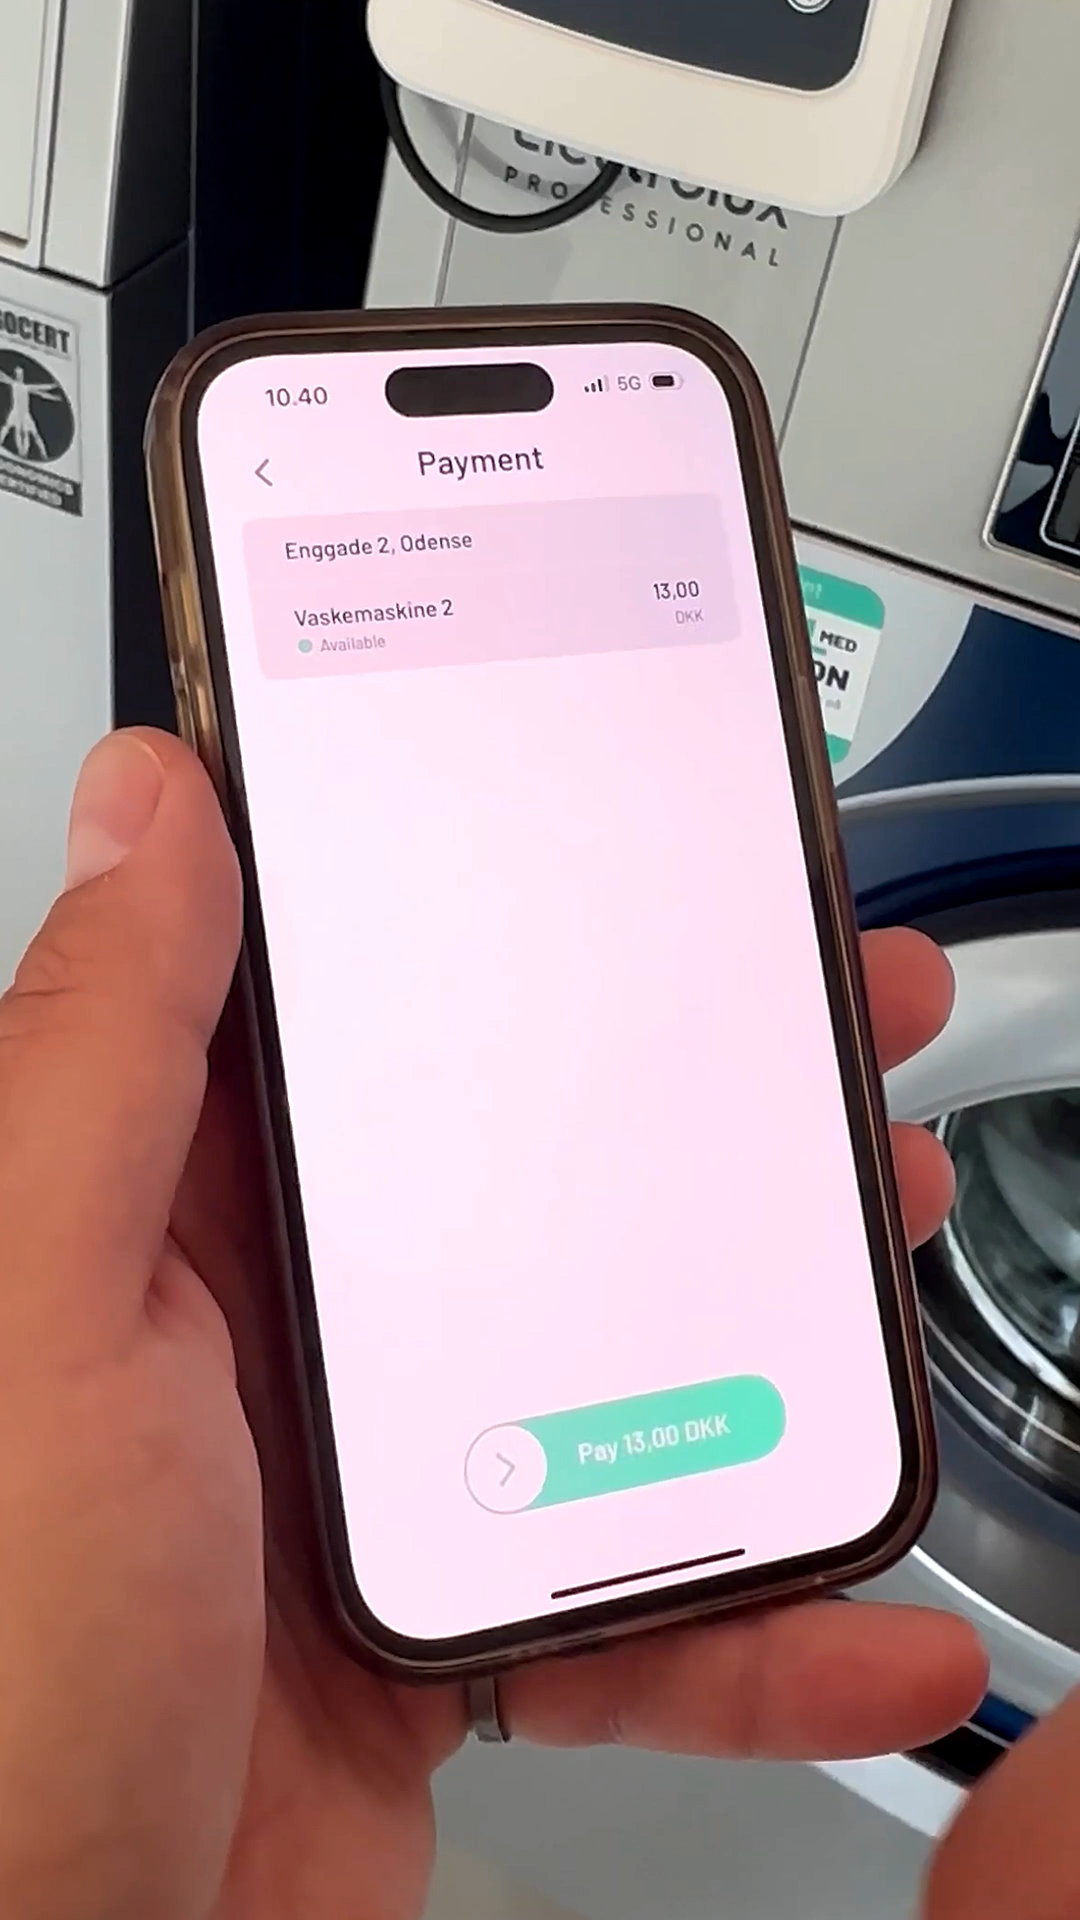 Electrolux
PROFESSIONAL
10.40
5G
Payment
Enggade 2, Odense
Vaskemaskine 2
13,00
Available
DKK
MED
Pay 13,00 DKK